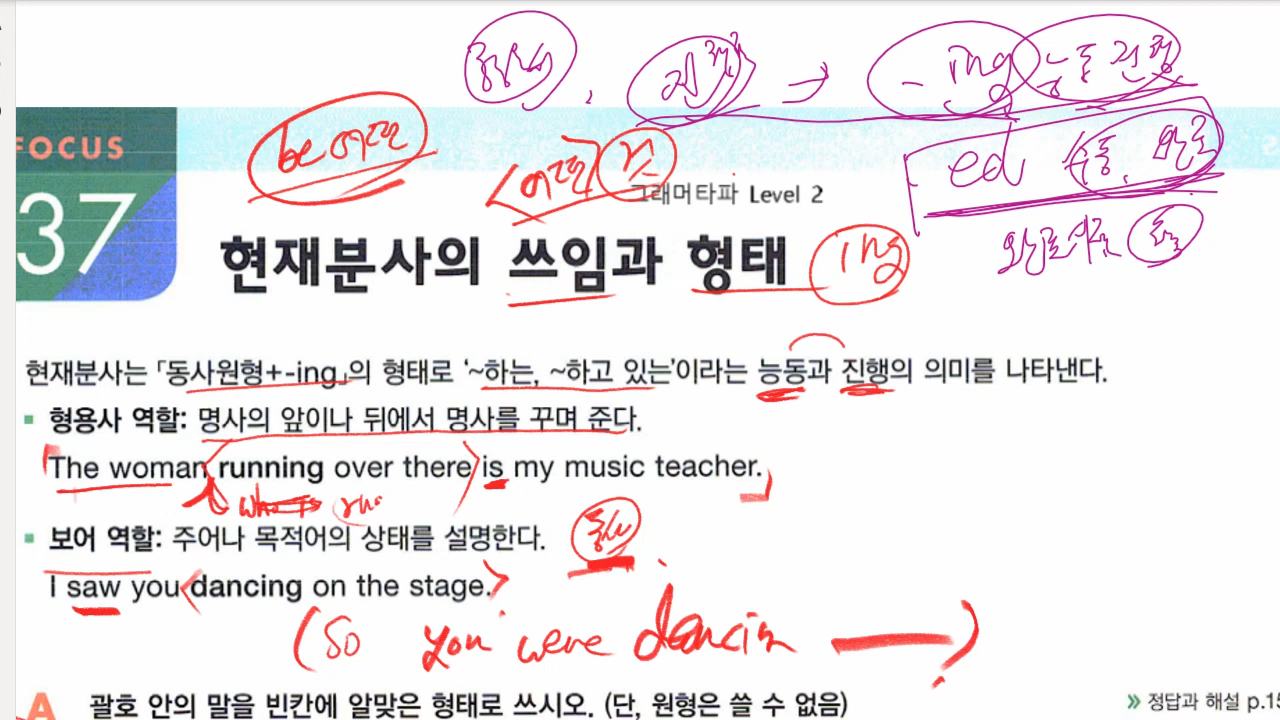 -ing 능동 진행
ed 수동, 완료
be 어떤
어떤 것
FOCUS
37
그래머타파 Level 2
현재분사의 쓰임과 형태
ing
현재분사는 「동사원형+-ing」의 형태로 '~하는, ~하고 있는'이라는 능동과 진행의 의미를 나타낸다.
형용사 역할: 명사의 앞이나 뒤에서 명사를 꾸며 준다.
The woman running over there is my music teacher.
보어 역할: 주어나 목적어의 상태를 설명한다.
I saw you dancing on the stage.
(So you were dancin )
A 괄호 안의 말을 빈칸에 알맞은 형태로 쓰시오. (단, 원형은 쓸 수 없음)
» 정답과 해설 p.15